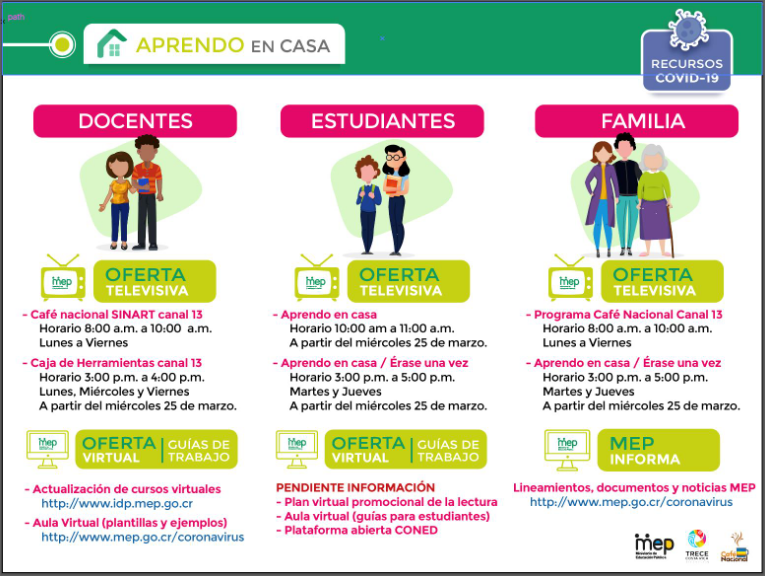 path
APRENDO EN CASA
RECURSOS
COVID-19
DOCENTES
mep
OFERTA
TELEVISIVA
- Café nacional SINART canal 13
Horario 8:00 a.m. a 10:00 a.m.
Lunes a Viernes
- Caja de Herramientas canal 13
Horario 3:00 p.m. a 4:00 p.m.
Lunes, Miércoles y Viernes
A partir del miércoles 25 de marzo.
mep
OFERTA
VIRTUAL
GUÍAS DE
TRABAJO
- Actualización de cursos virtuales
http://www.idp.mep.go.cr
- Aula Virtual (plantillas y ejemplos)
http://www.mep.go.cr/coronavirus
ESTUDIANTES
mep
OFERTA
TELEVISIVA
- Aprendo en casa
Horario 10:00 am a 11:00 a.m.
A partir del miércoles 25 de marzo.
- Aprendo en casa / Érase una vez
Horario 3:00 p.m. a 5:00 p.m.
Martes y Jueves
A partir del miércoles 25 de marzo.
mep
OFERTA
VIRTUAL
GUÍAS DE
TRABAJO
PENDIENTE INFORMACIÓN
- Plan virtual promocional de la lectura
- Aula virtual (guías para estudiantes)
- Plataforma abierta CONED
FAMILIA
mep
OFERTA
TELEVISIVA
- Programa Café Nacional Canal 13
Horario 8:00 a.m. a 10:00 a.m.
Lunes a Viernes
- Aprendo en casa / Érase una vez
Horario 3:00 p.m. a 5:00 p.m.
Martes y Jueves
A partir del miércoles 25 de marzo.
mep
MEP
INFORMA
Lineamientos, documentos y noticias MEP
http://www.mep.go.cr/coronavirus
mep
Ministerio de
Educación Pública
TRECE
COSTA RICA
Café
Nacional